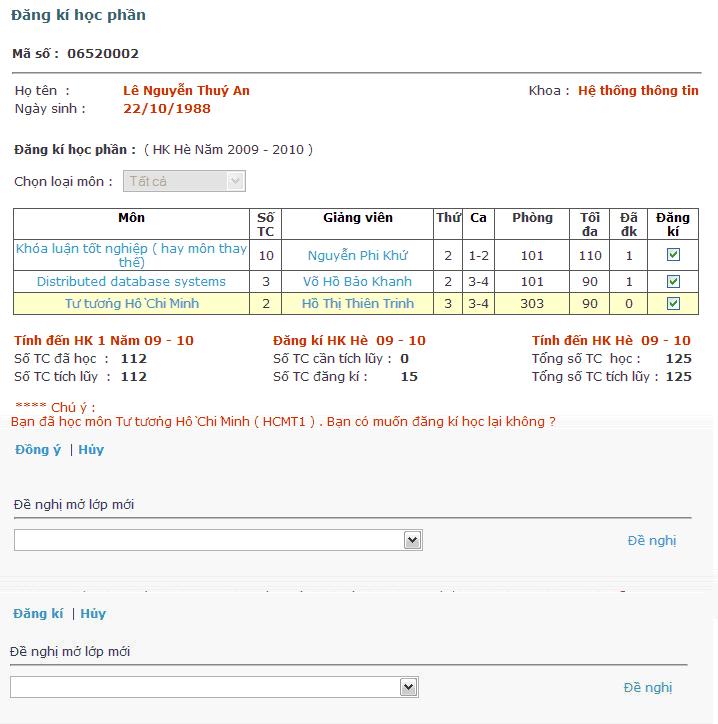 Đăng kí học phần
Mã số : 06520002
Họ tên : Lê Nguyễn Thuý An Khoa : Hệ thống thông tin
Ngày sinh : 22/10/1988
Đăng kí học phần : ( HK Hè Năm 2009 - 2010 )
Chọn loại môn : Tất cả
Môn Số TC Giảng viên Thứ Ca Phòng Tối đa Đã đk Đăng kí
Khóa luận tốt nghiệp ( hay môn thay thế) 10 Nguyễn Phi Khứ 2 1-2 101 110 1
Distributed database systems 3 Võ Hồ Bảo Khanh 2 3-4 101 90 1
Tư tưởng Hồ Chí Minh 2 Hồ Thị Thiên Trinh 3 3-4 303 90 0
Tính đến HK 1 Năm 09 - 10 Đăng kí HK Hè 09 - 10 Tính đến HK Hè 09 - 10
Số TC đã học : 112 Số TC cần tích lũy : 0 Tổng số TC học : 125
Số TC tích lũy : 112 Số TC đăng kí : 15 Tổng số TC tích lũy : 125
**** Chú ý :
Bạn đã học môn Tư tưởng Hồ Chí Minh ( HCMT1 ) . Bạn có muốn đăng kí học lại không ?
Đồng ý | Hủy
Đề nghị mở lớp mới
Đề nghị
Đăng kí | Hủy
Đề nghị mở lớp mới
Đề nghị